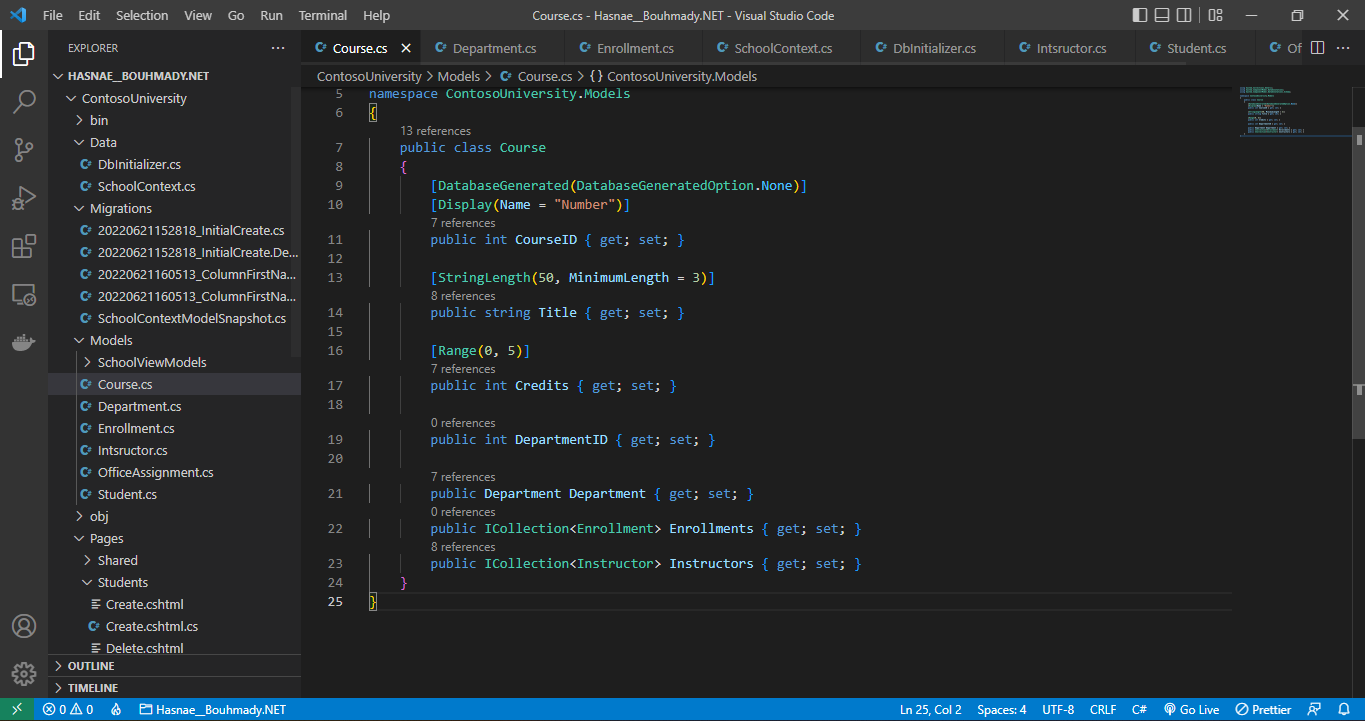 File Edit Selection View Go Run Terminal Help
Course.cs - Hasnae__Bouhmady.NET - Visual Studio Code
EXPLORER
HASNAE__BOUHMADY.NET
ContosoUniversity
bin
Data
C# DbInitializer.cs
C# SchoolContext.cs
Migrations
C# 20220621152818_InitialCreate.cs
C# 20220621152818_InitialCreate.De...
C# 20220621160513_ColumnFirstNa...
C# 20220621160513_ColumnFirstNa...
C# SchoolContextModelSnapshot.cs
Models
SchoolViewModels
C# Course.cs
C# Department.cs
C# Enrollment.cs
C# Intsructor.cs
C# OfficeAssignment.cs
C# Student.cs
obj
Pages
Shared
Students
Create.cshtml
C# Create.cshtml.cs
Delete.cshtml
OUTLINE
TIMELINE
C# Course.cs C# Department.cs C# Enrollment.cs C# SchoolContext.cs C# DbInitializer.cs C# Intsructor.cs C# Student.cs C# Of
ContosoUniversity > Models > C# Course.cs > {} ContosoUniversity.Models
5 namespace ContosoUniversity.Models
6 {
13 references
7 public class Course
8 {
9 [DatabaseGenerated(DatabaseGeneratedOption.None)]
10 [Display(Name = "Number")]
7 references
11 public int CourseID { get; set; }
12
13 [StringLength(50, MinimumLength = 3)]
8 references
14 public string Title { get; set; }
15
16 [Range(0, 5)]
7 references
17 public int Credits { get; set; }
18
0 references
19 public int DepartmentID { get; set; }
20
7 references
21 public Department Department { get; set; }
0 references
22 public ICollection<Enrollment> Enrollments { get; set; }
8 references
23 public ICollection<Instructor> Instructors { get; set; }
24 }
25 }
0 0 Hasnae__Bouhmady.NET Ln 25, Col 2 Spaces: 4 UTF-8 CRLF C# Go Live Prettier